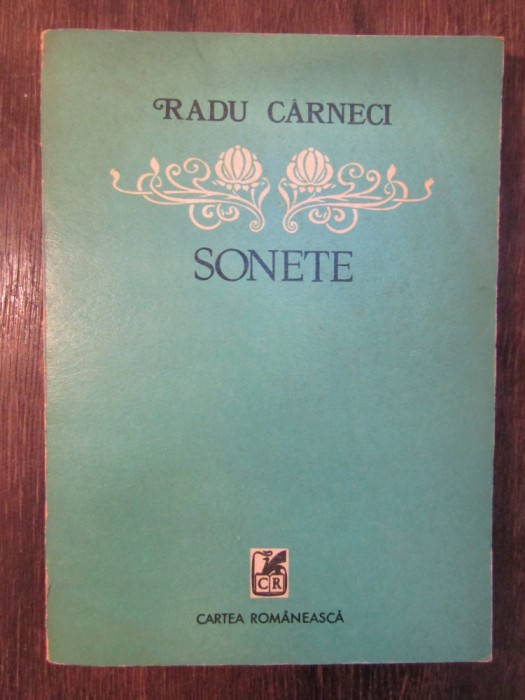 RADU CÂRNECI
SONETE
CR
CARTEA ROMÂNEASCĂ